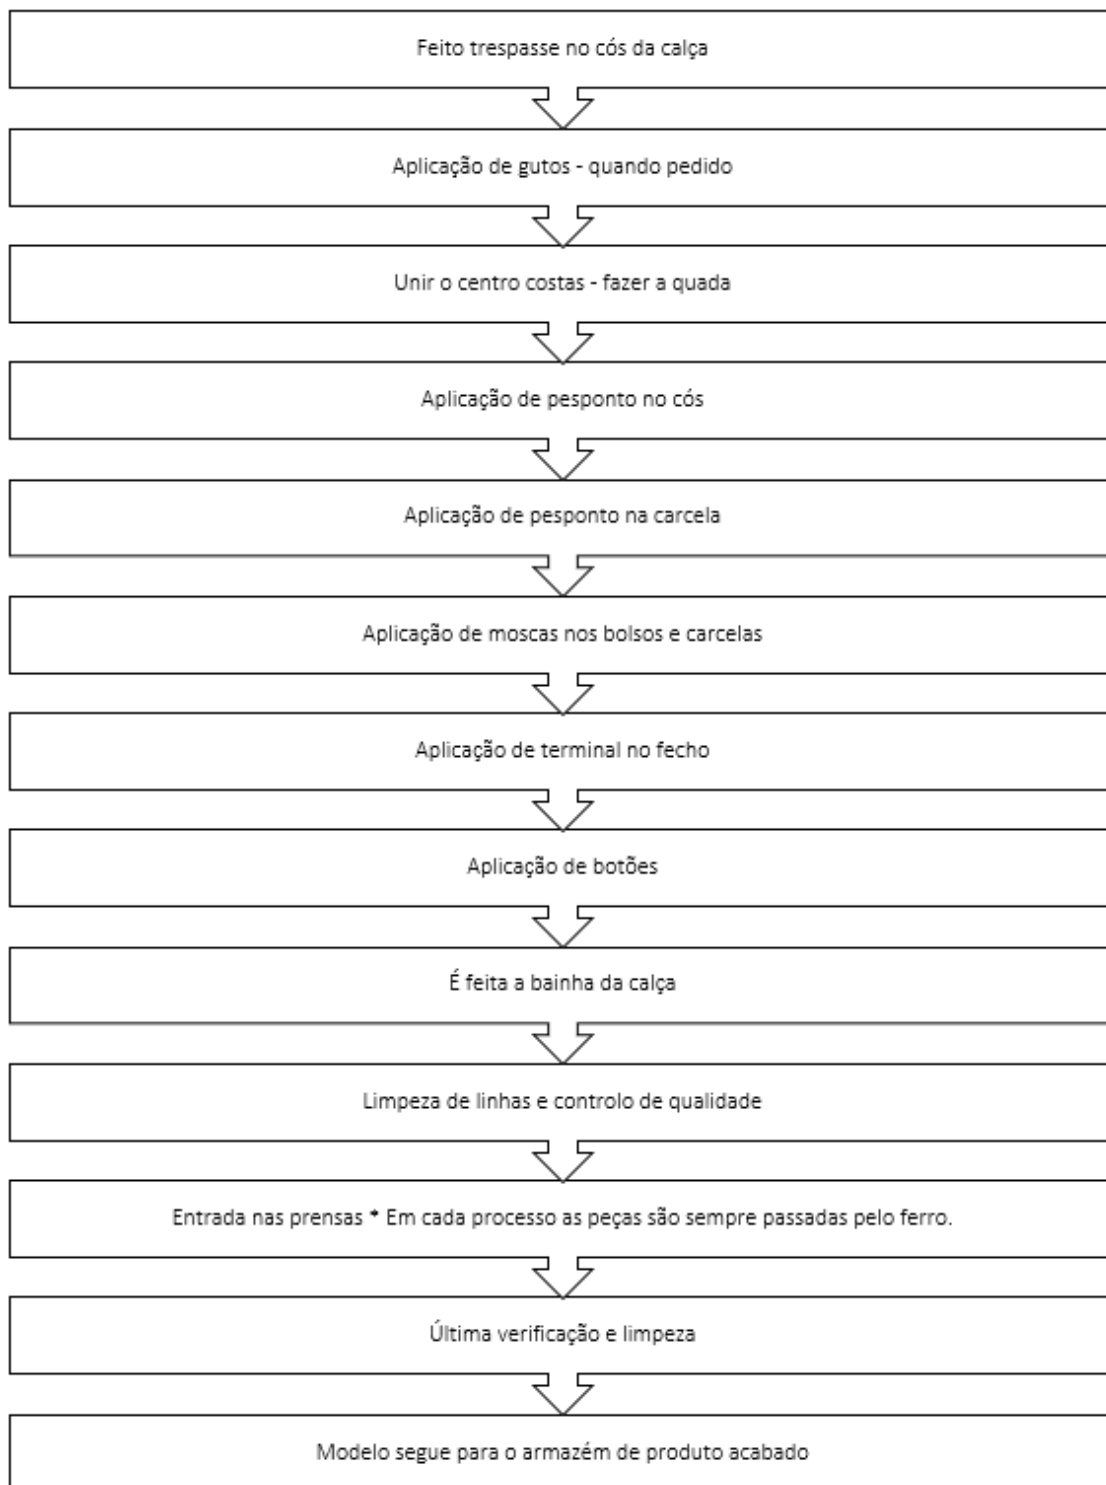 Feito trespasse no cós da calça
Aplicação de gutos - quando pedido
Unir o centro costas - fazer a quada
Aplicação de pesponto no cós
Aplicação de pesponto na carcela
Aplicação de moscas nos bolsos e carcelas
Aplicação de terminal no fecho
Aplicação de botões
É feita a bainha da calça
Limpeza de linhas e controlo de qualidade
Entrada nas prensas * Em cada processo as peças são sempre passadas pelo ferro.
Última verificação e limpeza
Modelo segue para o armazém de produto acabado